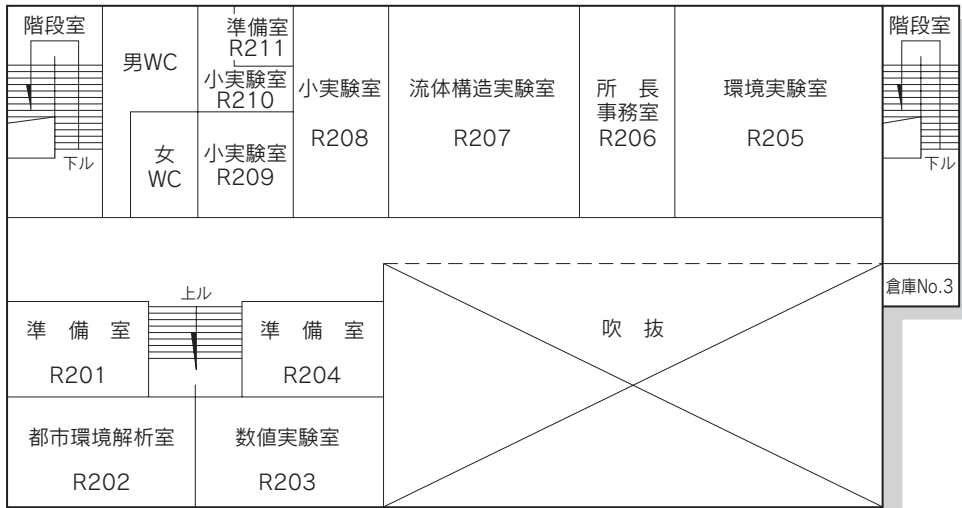 階段室
下ル
男WC
女
WC
準備室
R211
小実験室
R210
小実験室
R209
小実験室
R208
流体構造実験室
R207
所 長
事務室
R206
環境実験室
R205
階段室
下ル
倉庫No.3
上ル
準 備 室
R201
準 備 室
R204
吹 抜
都市環境解析室
R202
数値実験室
R203